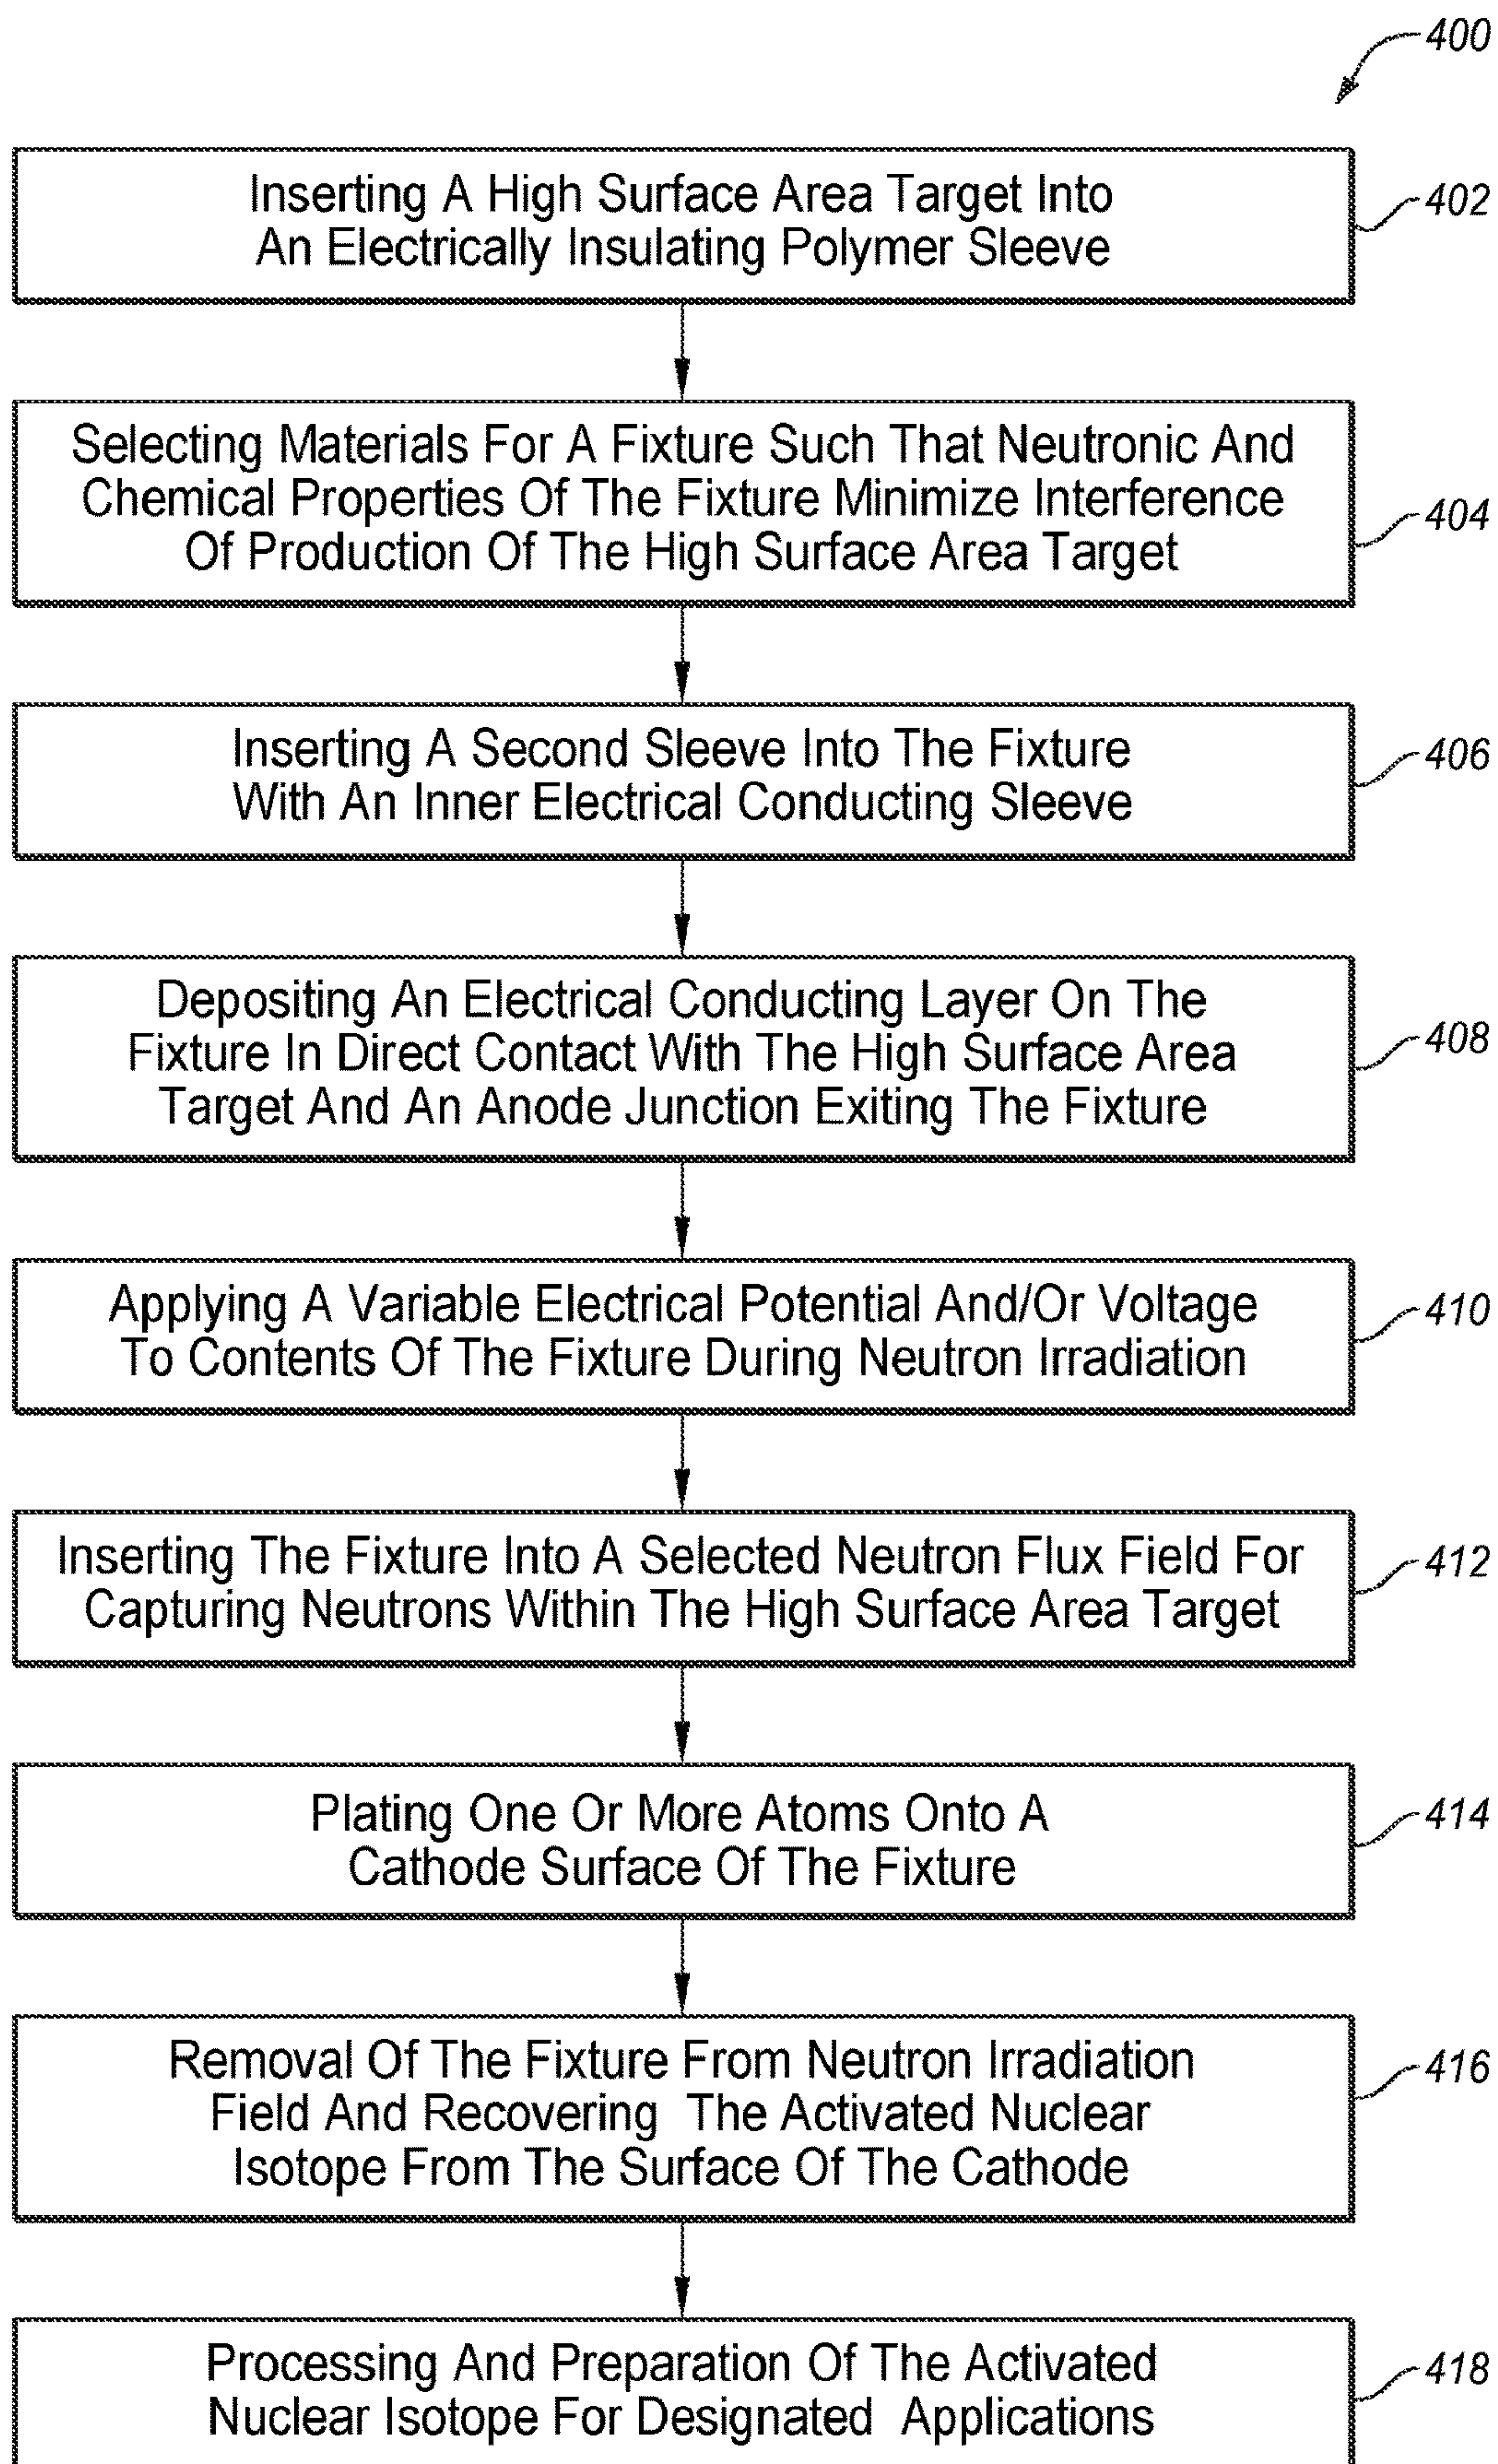 400
Inserting A High Surface Area Target Into
An Electrically Insulating Polymer Sleeve
402
Selecting Materials For A Fixture Such That Neutronic And
Chemical Properties Of The Fixture Minimize Interference
Of Production Of The High Surface Area Target
404
Inserting A Second Sleeve Into The Fixture
With An Inner Electrical Conducting Sleeve
406
Depositing An Electrical Conducting Layer On The
Fixture In Direct Contact With The High Surface Area
Target And An Anode Junction Exiting The Fixture
408
Applying A Variable Electrical Potential And/Or Voltage
To Contents Of The Fixture During Neutron Irradiation
410
Inserting The Fixture Into A Selected Neutron Flux Field For
Capturing Neutrons Within The High Surface Area Target
412
Plating One Or More Atoms Onto A
Cathode Surface Of The Fixture
414
Removal Of The Fixture From Neutron Irradiation
Field And Recovering The Activated Nuclear
Isotope From The Surface Of The Cathode
416
Processing And Preparation Of The Activated
Nuclear Isotope For Designated Applications
418